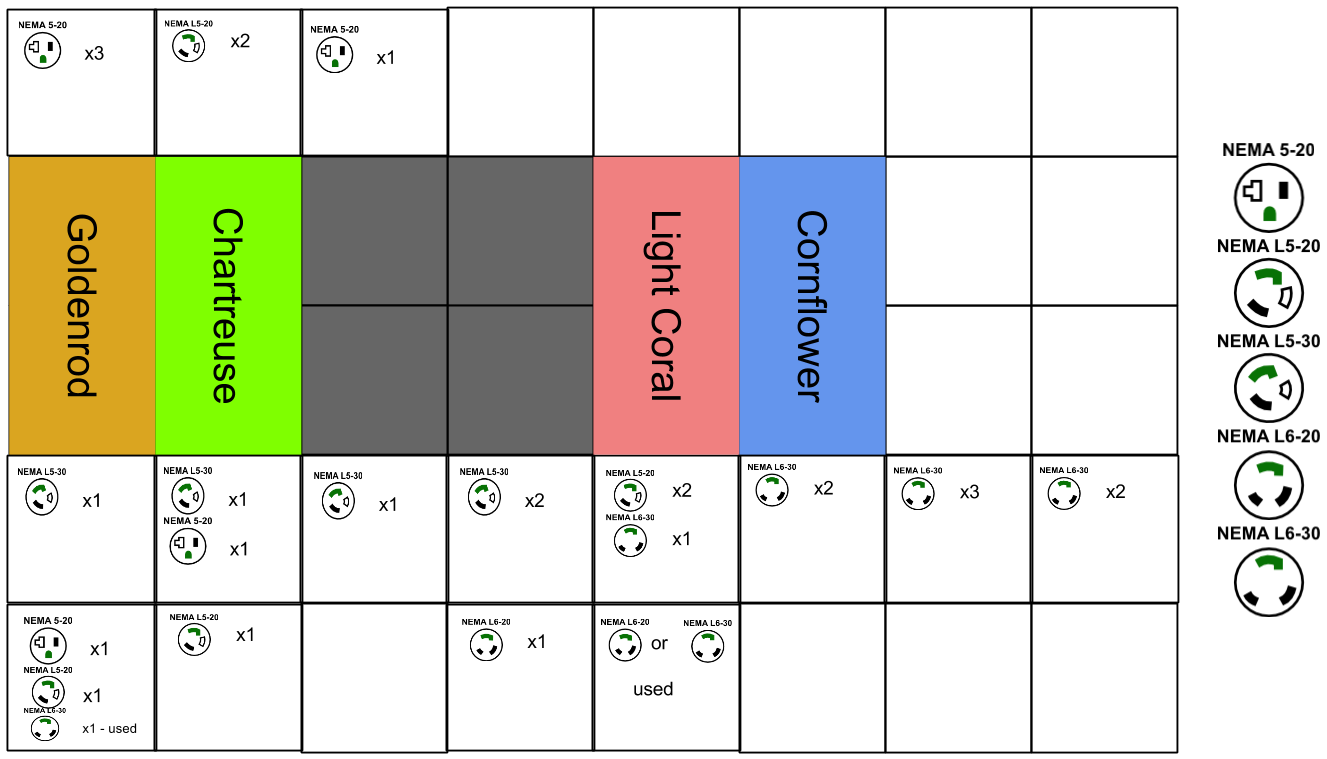 NEMA 5-20
x3
NEMA L5-20
x2
NEMA 5-20
x1
Goldenrod
Chartreuse
Light Coral
Cornflower
NEMA L5-30
x1
NEMA L5-30
x1
NEMA 5-20
x1
NEMA L5-30
x1
NEMA L5-30
x2
NEMA L5-20
x2
NEMA L6-30
x1
NEMA L6-30
x2
NEMA L6-30
x3
NEMA L6-30
x2
NEMA 5-20
x1
NEMA L5-20
x1
NEMA L6-30
x1 - used
NEMA L5-20
x1
NEMA L6-20
x1
NEMA L6-20 or NEMA L6-30
used
NEMA 5-20
NEMA L5-20
NEMA L5-30
NEMA L6-20
NEMA L6-30